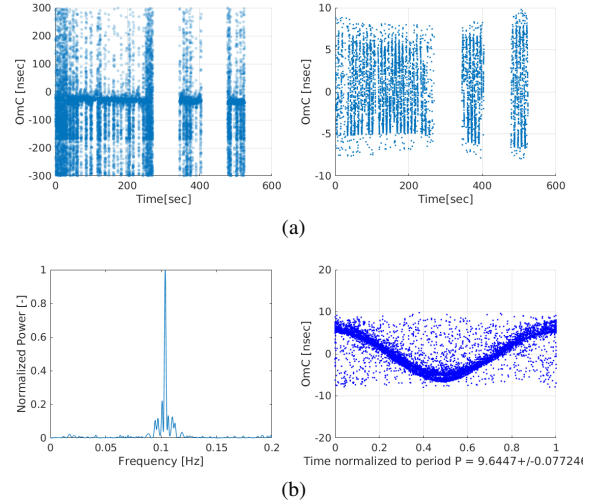 300
200
100
0
-100
-200
-300
OmC [nsec]
0 200 400 600
Time[sec]
10
5
0
-5
-10
OmC [nsec]
0 200 400 600
Time[sec]
(a)
1
0.8
0.6
0.4
0.2
0
Normalized Power [-]
0 0.05 0.1 0.15 0.2
Frequency [Hz]
20
10
0
-10
-20
OmC [nsec]
0 0.2 0.4 0.6 0.8 1
Time normalized to period P = 9.6447+/-0.07724
(b)